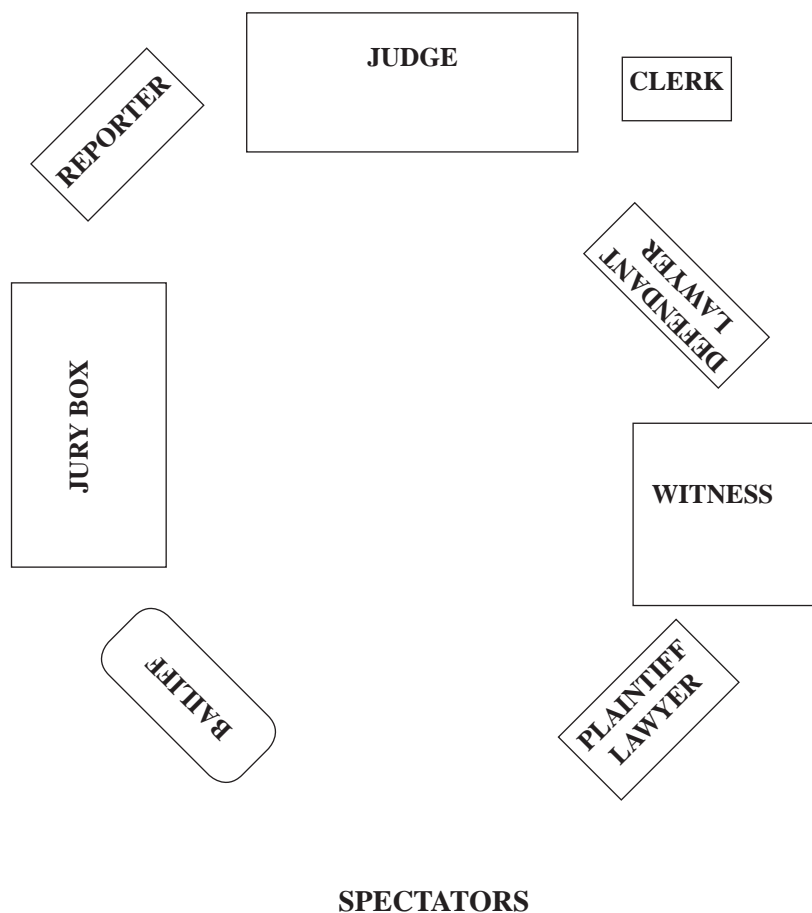 JUDGE
CLERK
REPORTER
DEFENDANT
LAWYER
JURY BOX
WITNESS
BAILIFF
PLAINTIFF
LAWYER
SPECTATORS